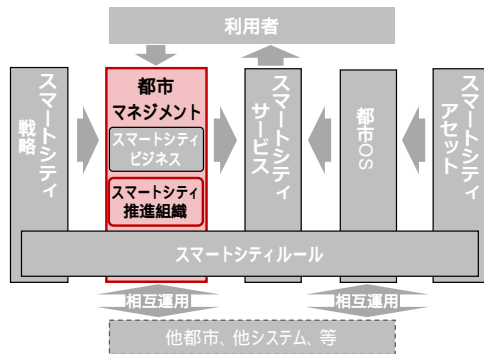 利用者
スマートシティ
戦略
都市
マネジメント
スマートシティ
ビジネス
スマートシティ
推進組織
スマートシティ
サービス
都市OS
スマートシティ
アセット
スマートシティルール
相互運用
相互運用
他都市、他システム、等